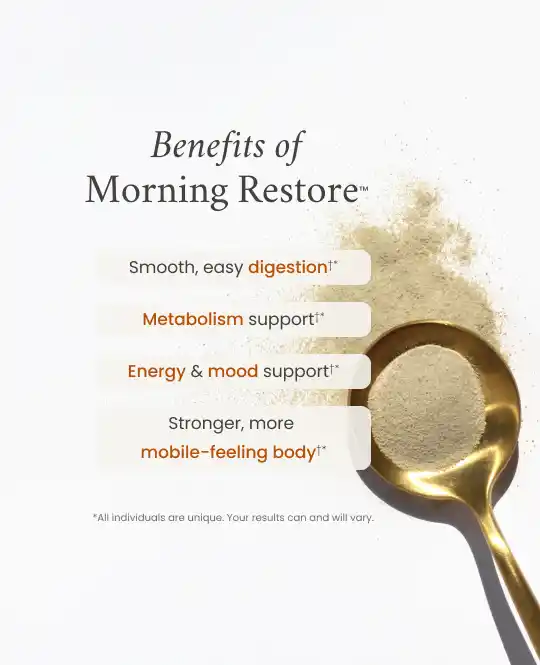 Benefits of
Morning Restore™
Smooth, easy digestion†*
Metabolism support†*
Energy & mood support†*
Stronger, more
mobile-feeling body†*
*All individuals are unique. Your results can and will vary.